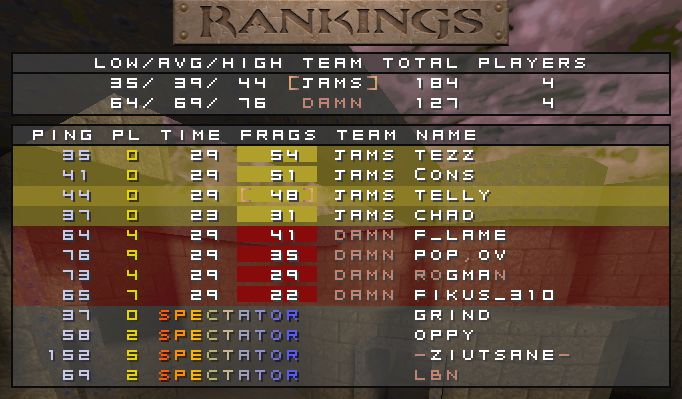 RANKINGS
LOW/AVG/HIGH TEAM TOTAL PLAYERS
35/ 39/ 44 [JAMS] 184 4
64/ 69/ 76 DAMN 127 4
PING PL TIME FRAGS TEAM NAME
35 0 29 54 JAMS TEZZ
41 0 29 51 JAMS CONS
44 0 29 [ 48 ] JAMS TELLY
37 0 23 31 JAMS CHAD
64 4 29 41 DAMN F_LAME
76 9 29 35 DAMN POP.OV
73 4 29 29 DAMN ROGMAN
65 7 29 22 DAMN FIKUS_310
37 0 SPECTATOR GRIND
58 2 SPECTATOR OPPY
152 5 SPECTATOR -ZIUTSANE-
69 2 SPECTATOR LBN